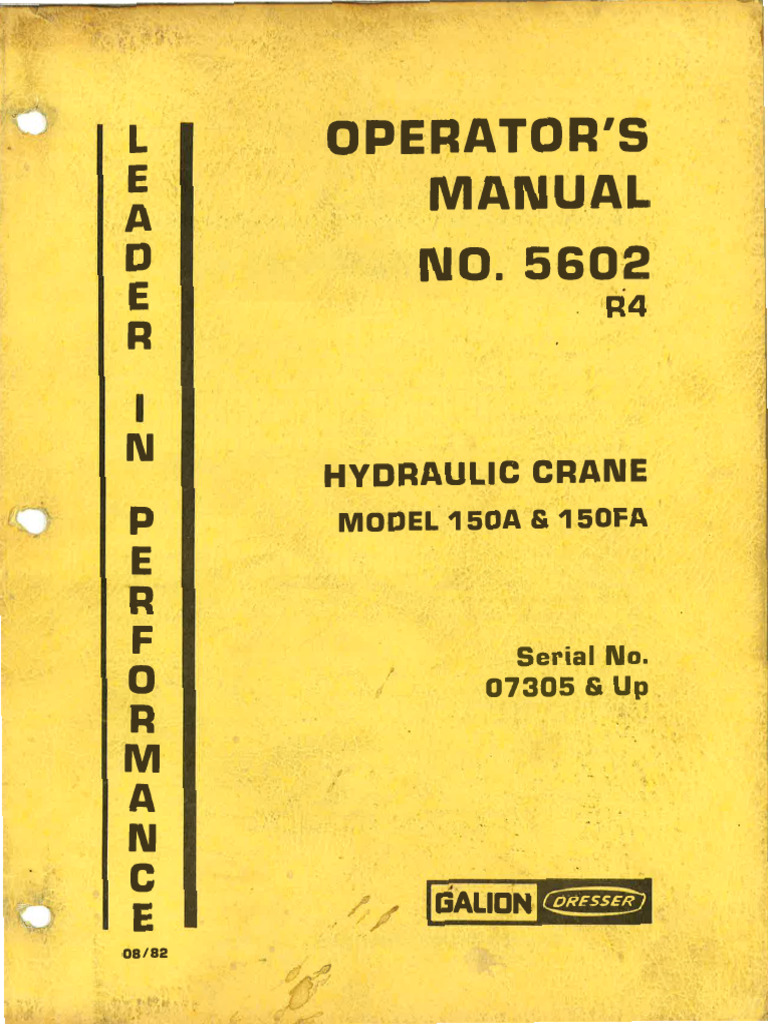 LEADER IN PERFORMANCE
08/82
OPERATOR'S
MANUAL
NO. 5602
R4
HYDRAULIC CRANE
MODEL 150A & 150FA
Serial No.
07305 & Up
GALION DRESSER